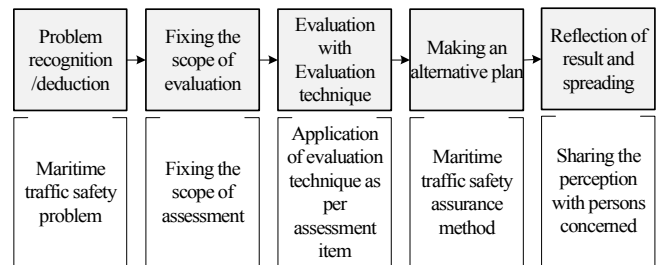 Problem
recognition
/deduction
Fixing the
scope of
evaluation
Evaluation
with
Evaluation
technique
Making an
alternative plan
Reflection of
result and
spreading
Maritime
traffic safety
problem
Fixing the
scope of
assessment
Application
of evaluation
technique as
per
assessment
item
Maritime
traffic safety
assurance
method
Sharing the
perception
with persons
concerned